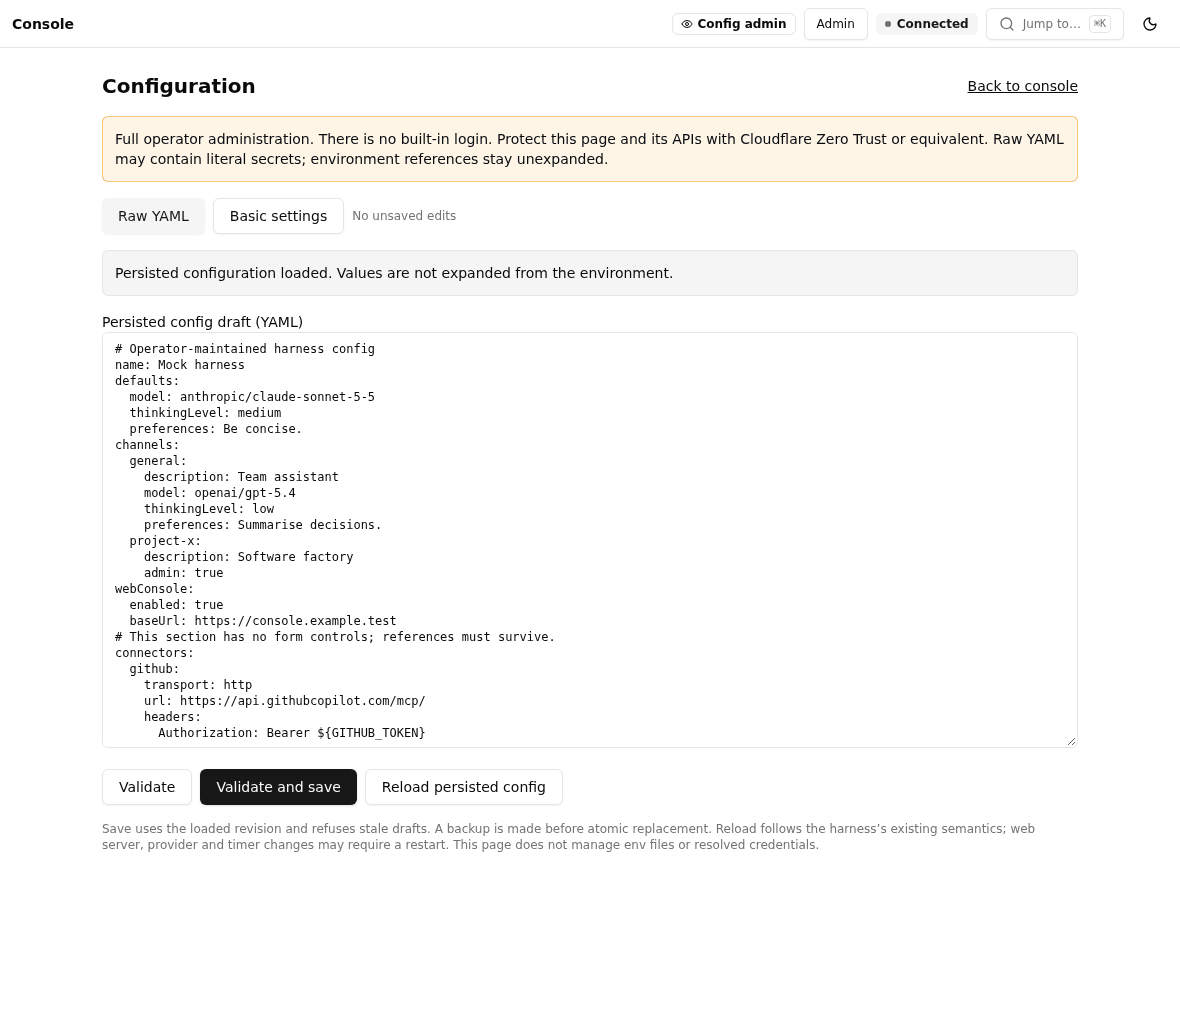 Console
Config admin
Admin
Connected
Jump to...
⌘K
Configuration
Back to console
Full operator administration. There is no built-in login. Protect this page and its APIs with Cloudflare Zero Trust or equivalent. Raw YAML
may contain literal secrets; environment references stay unexpanded.
Raw YAML
Basic settings
No unsaved edits
Persisted configuration loaded. Values are not expanded from the environment.
Persisted config draft (YAML)
# Operator-maintained harness config
name: Mock harness
defaults:
  model: anthropic/claude-sonnet-5-5
  thinkingLevel: medium
  preferences: Be concise.
channels:
  general:
    description: Team assistant
    model: openai/gpt-5.4
    thinkingLevel: low
    preferences: Summarise decisions.
  project-x:
    description: Software factory
    admin: true
webConsole:
  enabled: true
  baseUrl: https://console.example.test
# This section has no form controls; references must survive.
connectors:
  github:
    transport: http
    url: https://api.githubcopilot.com/mcp/
    headers:
      Authorization: Bearer ${GITHUB_TOKEN}
Validate
Validate and save
Reload persisted config
Save uses the loaded revision and refuses stale drafts. A backup is made before atomic replacement. Reload follows the harness’s existing semantics; web
server, provider and timer changes may require a restart. This page does not manage env files or resolved credentials.